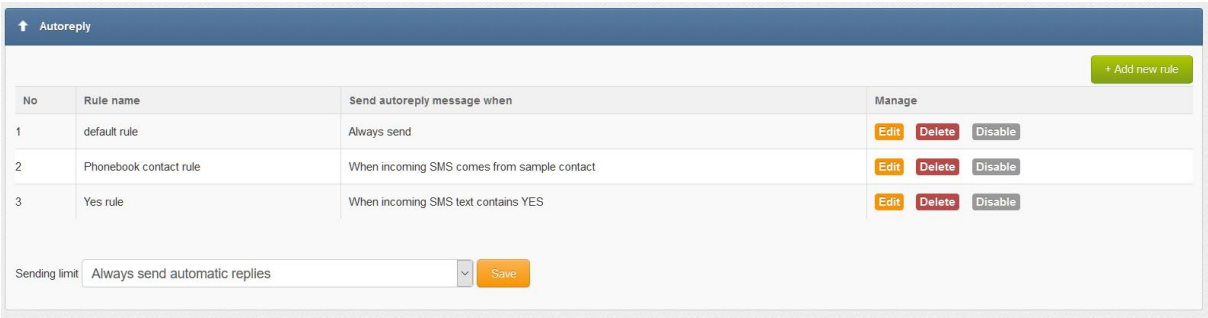 Autoreply
+ Add new rule
No Rule name Send autoreply message when Manage
1 default rule Always send Edit Delete Disable
2 Phonebook contact rule When incoming SMS comes from sample contact Edit Delete Disable
3 Yes rule When incoming SMS text contains YES Edit Delete Disable
Sending limit Always send automatic replies Save